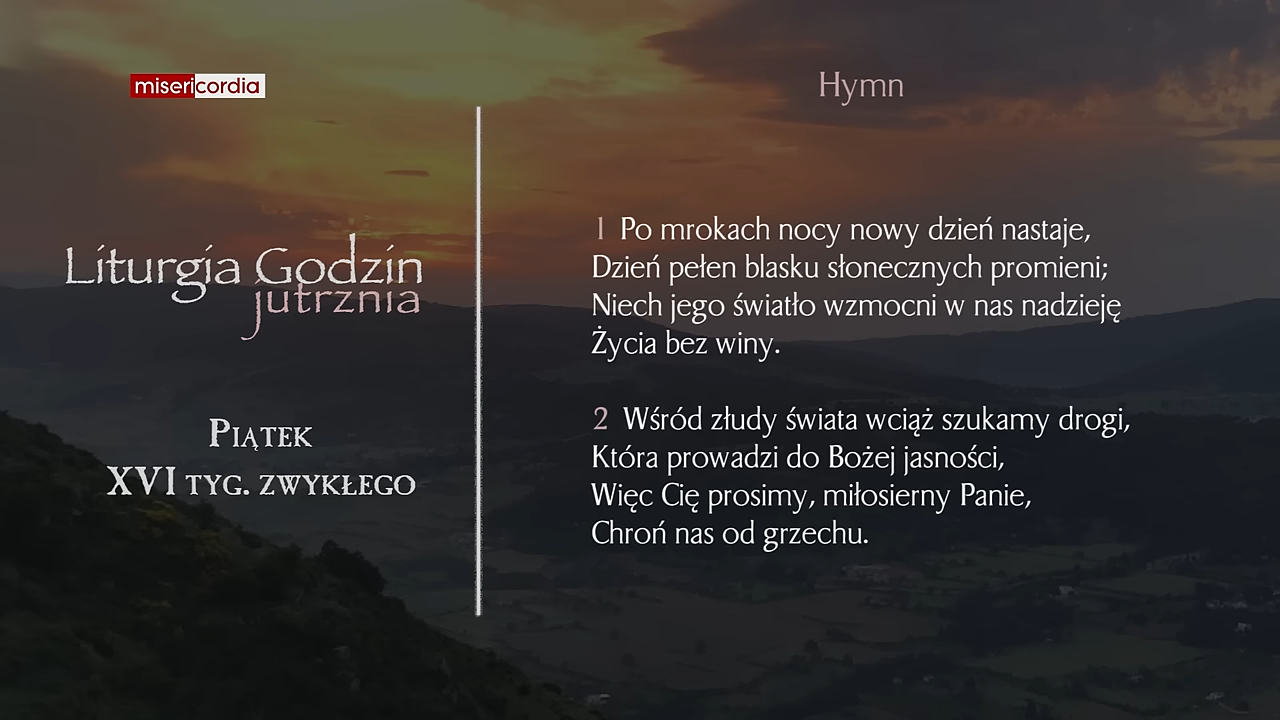 misericordia
Liturgia Godzin
jutrznia
Piątek
XVI tyg. zwykłego
Hymn
1 Po mrokach nocy nowy dzień nastaje,
Dzień pełen blasku słonecznych promieni;
Niech jego światło wzmocni w nas nadzieję
Życia bez winy.
2 Wśród złudy świata wciąż szukamy drogi,
Która prowadzi do Bożej jasności,
Więc Cię prosimy, miłosierny Panie,
Chroń nas od grzechu.